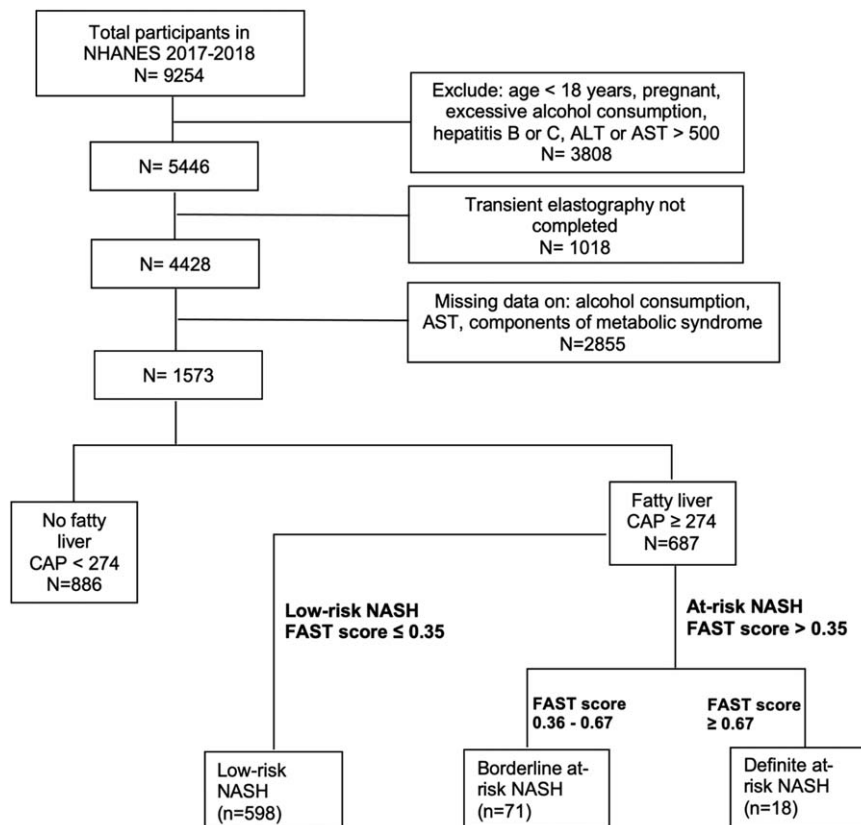 Total participants in
NHANES 2017-2018
N= 9254
Exclude: age < 18 years, pregnant,
excessive alcohol consumption,
hepatitis B or C, ALT or AST > 500
N= 3808
N= 5446
Transient elastography not
completed
N= 1018
N= 4428
Missing data on: alcohol consumption,
AST, components of metabolic syndrome
N=2855
N= 1573
No fatty
liver
CAP < 274
N=886
Fatty liver
CAP ≥ 274
N=687
Low-risk NASH
FAST score ≤ 0.35
At-risk NASH
FAST score > 0.35
FAST score
0.36 - 0.67
FAST score
≥ 0.67
Low-risk
NASH
(n=598)
Borderline at-
risk NASH
(n=71)
Definite at-
risk NASH
(n=18)